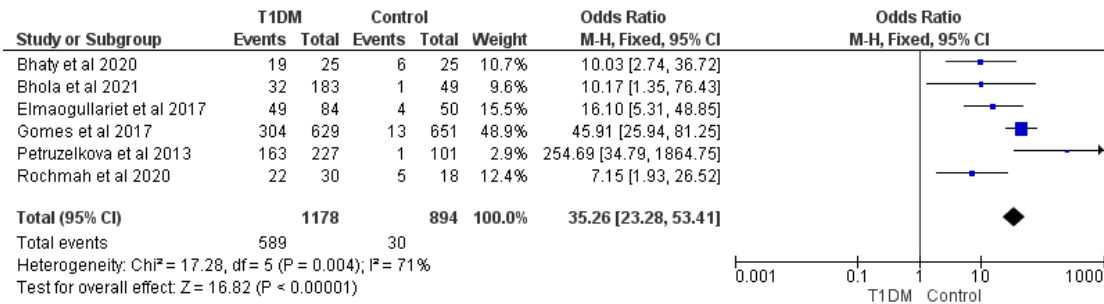 T1DM Control Odds Ratio Odds Ratio
Study or Subgroup Events Total Events Total Weight M-H, Fixed, 95% CI M-H, Fixed, 95% CI
Bhaty et al 2020 19 25 6 25 10.7% 10.03 [2.74, 36.72]
Bhola et al 2021 32 183 1 49 9.6% 10.17 [1.35, 76.43]
Elmaogullariet et al 2017 49 84 4 50 15.5% 16.10 [5.31, 48.85]
Gomes et al 2017 304 629 13 651 48.9% 45.91 [25.94, 81.25]
Petruzelkova et al 2013 163 227 1 101 2.9% 254.69 [34.79, 1864.75]
Rochmah et al 2020 22 30 5 18 12.4% 7.15 [1.93, 26.52]
Total (95% CI) 1178 894 100.0% 35.26 [23.28, 53.41]
Total events 589 30
Heterogeneity: Chi² = 17.28, df = 5 (P = 0.004); I² = 71%
Test for overall effect: Z = 16.82 (P < 0.00001)
0.001 0.1 1 10 1000
T1DM Control